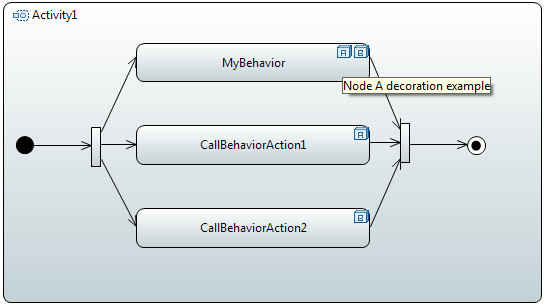 Activity1
MyBehavior
A B
Node A decoration example
CallBehaviorAction1
A
CallBehaviorAction2
B